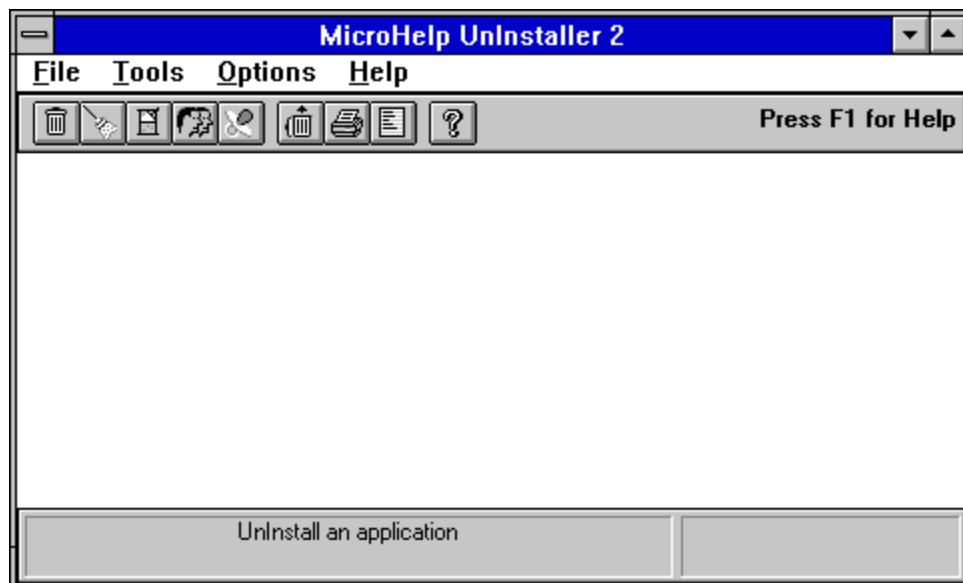 MicroHelp UnInstaller 2
File Tools Options Help
Press F1 for Help
UnInstall an application